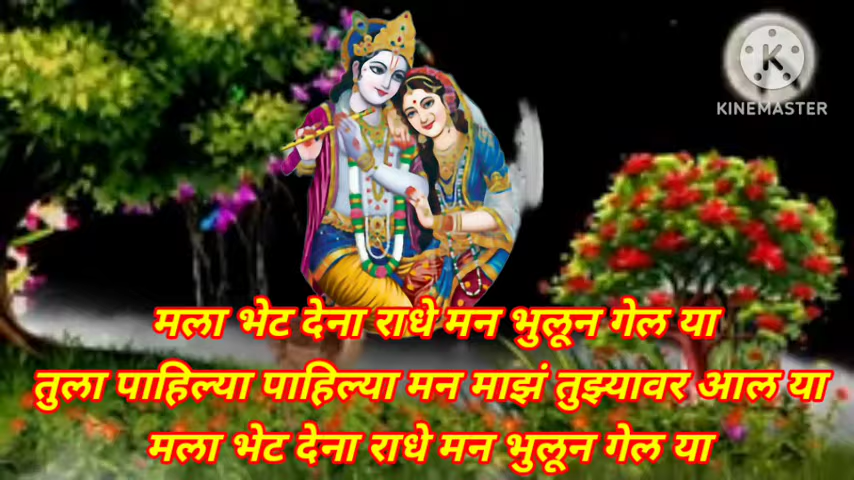 KINEMASTER
मला भेट देना राधे मन भुलून गेल या
तुला पाहिल्या पाहिल्या मन माझं तुझ्यावर आल या
मला भेट देना राधे मन भुलून गेल या